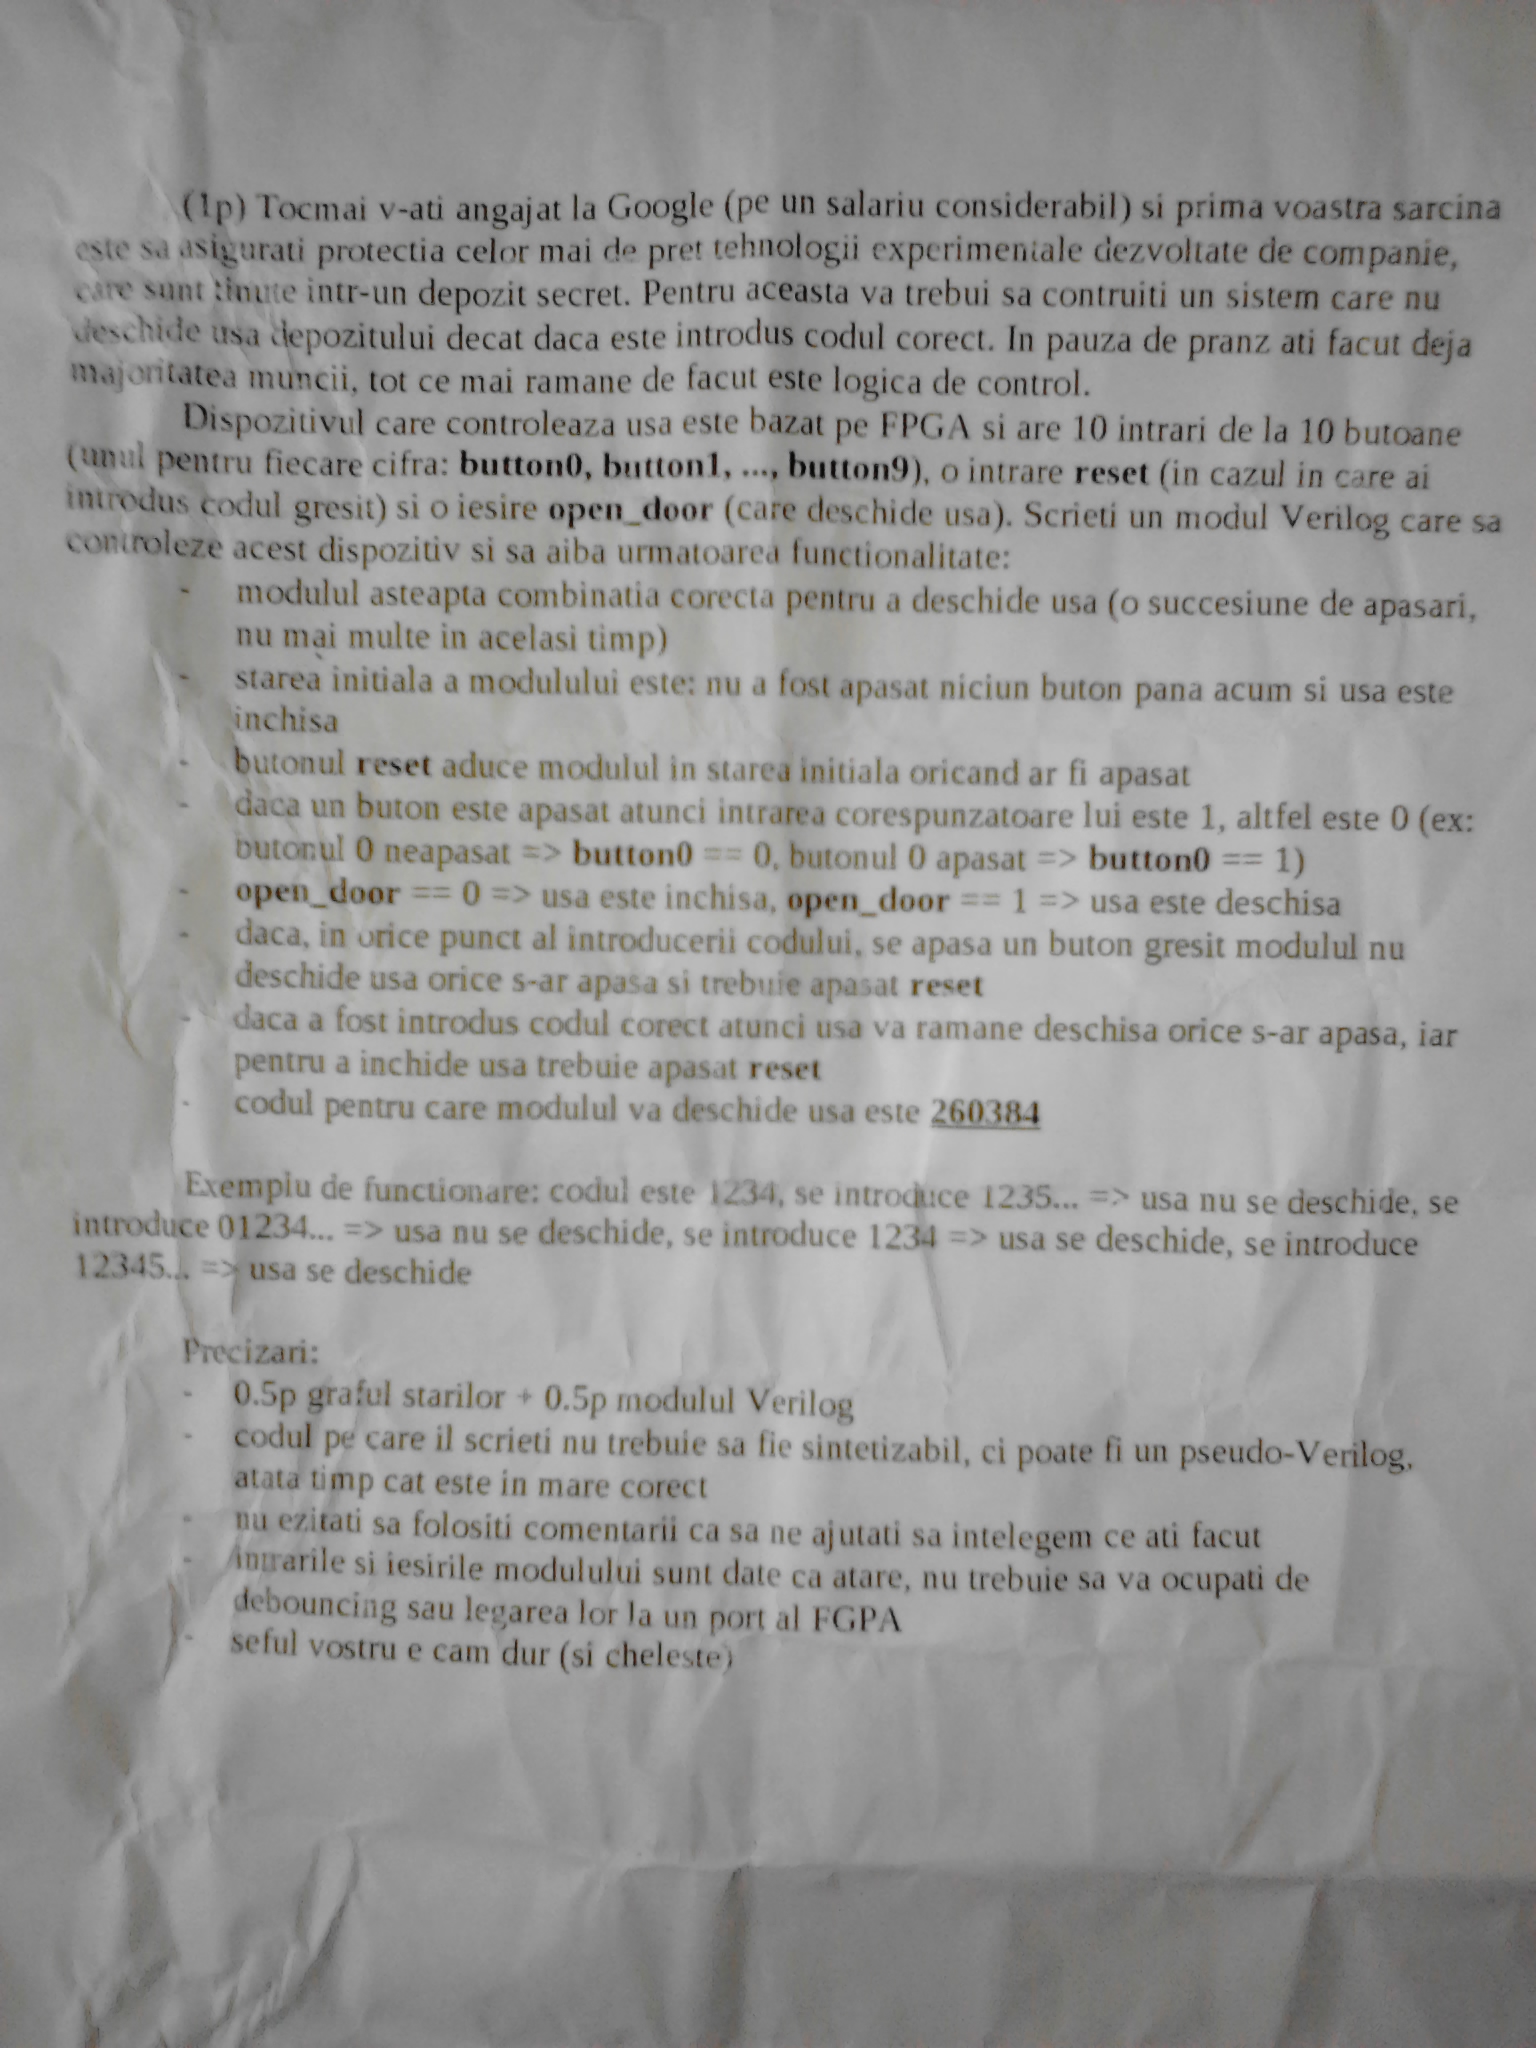 (1p) Tocmai v-ati angajat la Google (pe un salariu considerabil) si prima voastra sarcina
este sa asigurati protectia celor mai de pret tehnologii experimentale dezvoltate de companie,
care sunt tinute intr-un depozit secret. Pentru aceasta va trebui sa contruiti un sistem care nu
deschide usa depozitului decat daca este introdus codul corect. In pauza de pranz ati facut deja
majoritatea muncii, tot ce mai ramane de facut este logica de control.
Dispozitivul care controleaza usa este bazat pe FPGA si are 10 intrari de la 10 butoane
(unul pentru fiecare cifra: button0, button1, ..., button9), o intrare reset (in cazul in care ai
introdus codul gresit) si o iesire open_door (care deschide usa). Scrieti un modul Verilog care sa
controleze acest dispozitiv si sa aiba urmatoarea functionalitate:
- modulul asteapta combinatia corecta pentru a deschide usa (o succesiune de apasari,
nu mai multe in acelasi timp)
- starea initiala a modulului este: nu a fost apasat niciun buton pana acum si usa este
inchisa
- butonul reset aduce modulul in starea initiala oricand ar fi apasat
- daca un buton este apasat atunci intrarea corespunzatoare lui este 1, altfel este 0 (ex:
butonul 0 neapasat => button0 == 0, butonul 0 apasat => button0 == 1)
- open_door == 0 => usa este inchisa, open_door == 1 => usa este deschisa
- daca, in orice punct al introducerii codului, se apasa un buton gresit modulul nu
deschide usa orice s-ar apasa si trebuie apasat reset
- daca a fost introdus codul corect atunci usa va ramane deschisa orice s-ar apasa, iar
pentru a inchide usa trebuie apasat reset
- codul pentru care modulul va deschide usa este 260384
Exemplu de functionare: codul este 1234, se introduce 1235... => usa nu se deschide, se
introduce 01234... => usa nu se deschide, se introduce 1234 => usa se deschide, se introduce
12345... => usa se deschide
Precizari:
- 0.5p graful starilor + 0.5p modulul Verilog
- codul pe care il scrieti nu trebuie sa fie sintetizabil, ci poate fi un pseudo-Verilog,
atata timp cat este in mare corect
- nu ezitati sa folositi comentarii ca sa ne ajutati sa intelegem ce ati facut
- intrarile si iesirile modulului sunt date ca atare, nu trebuie sa va ocupati de
debouncing sau legarea lor la un port al FGPA
- seful vostru e cam dur (si cheleste)